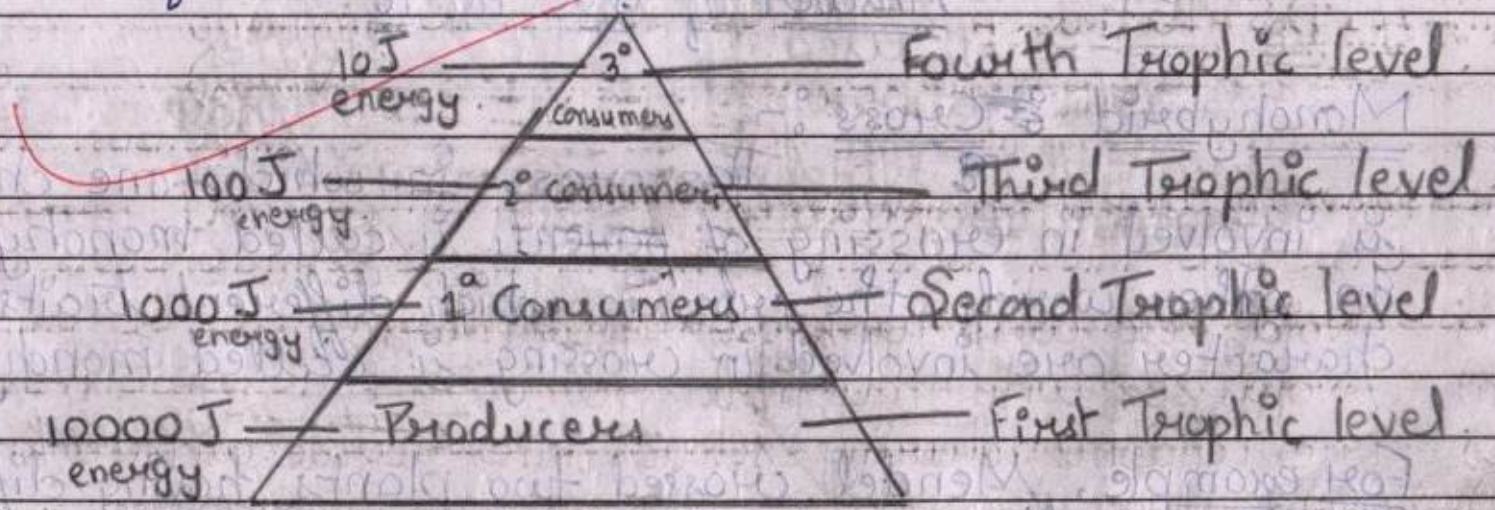 10J 3° Fourth Trophic level.
energy. consumers
100J 2° consumers Third Trophic level
energy.
1000J 1° Consumers Second Trophic level
energy.
10000J Producers First Trophic level.
energy